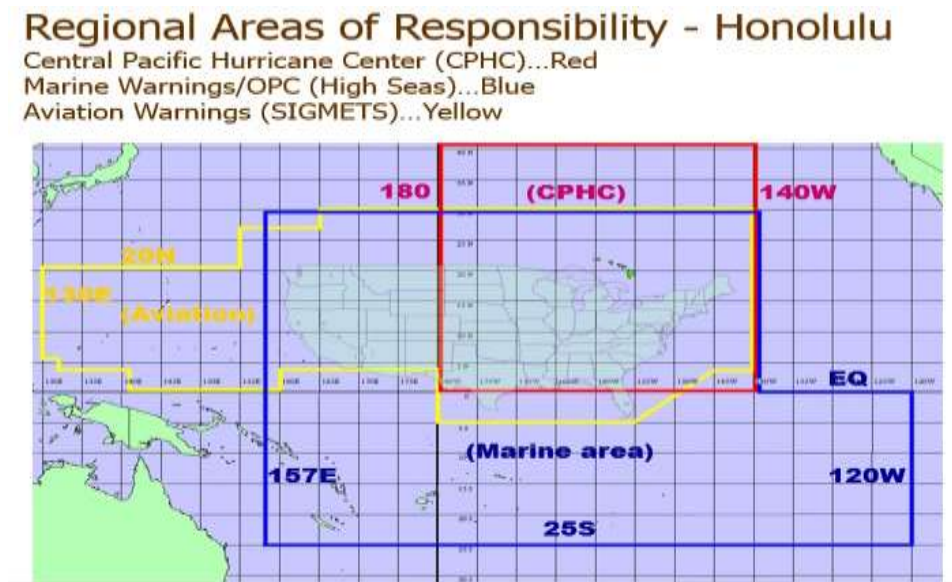 Regional Areas of Responsibility - Honolulu
Central Pacific Hurricane Center (CPHC)...Red
Marine Warnings/OPC (High Seas)...Blue
Aviation Warnings (SIGMETS)...Yellow
180 (CPHC) 140W
20N
130E
(Aviation)
EQ
(Marine area)
157E 120W
25S